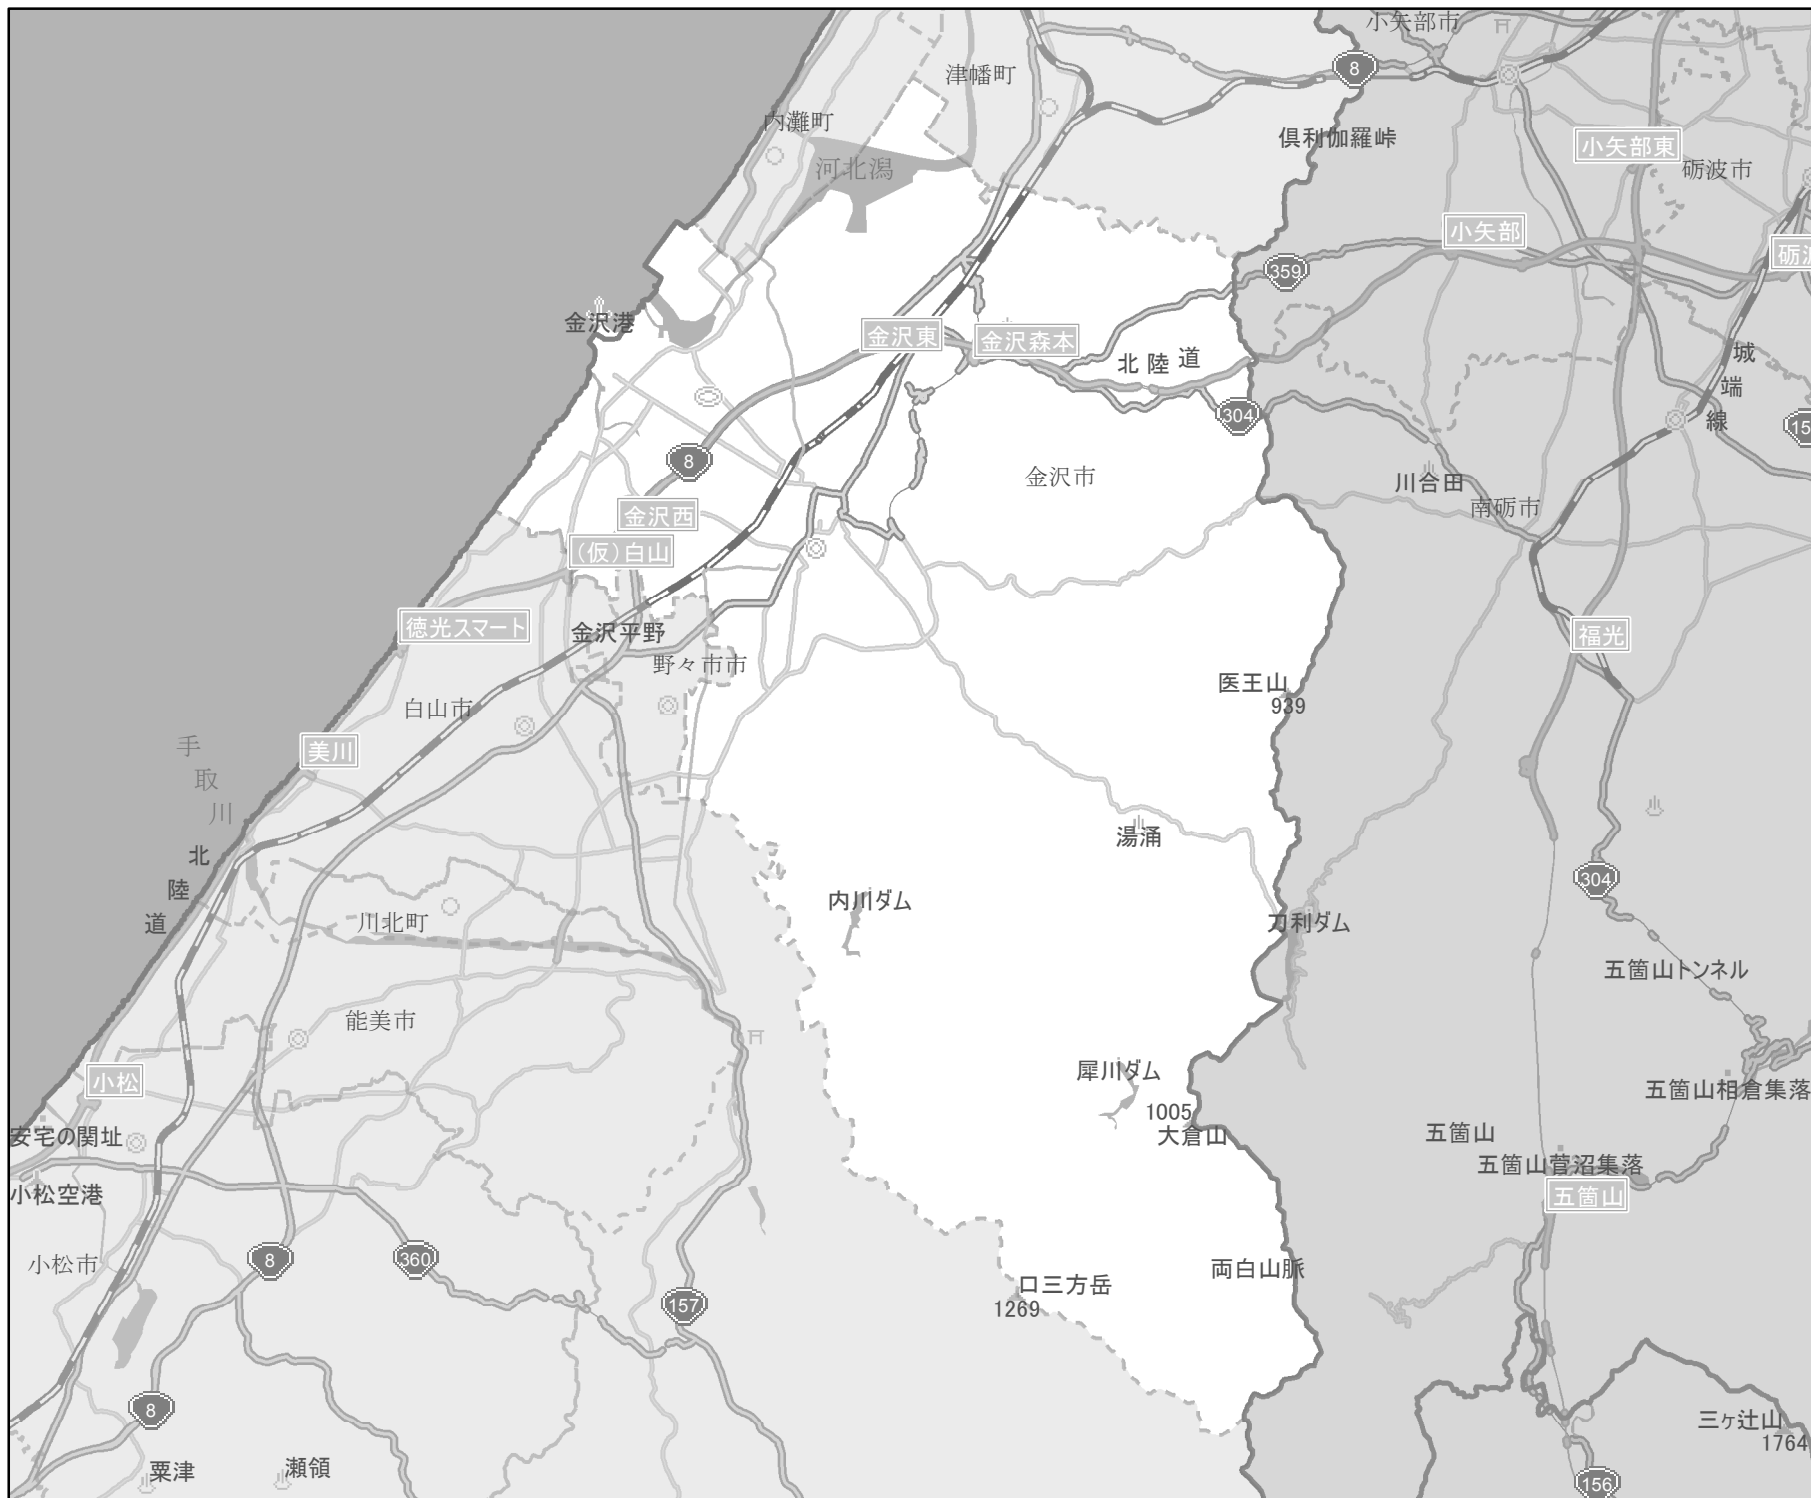 小矢部市
8
津幡町
内灘町
倶利伽羅峠
小矢部東
河北潟
砺波市
小矢部
359
金沢港
金沢東
金沢森本
北陸道
城端線
304
8
金沢市
川合田
南砺市
金沢西
(仮)白山
徳光スマート
金沢平野
野々市市
福光
医王山
939
白山市
美川
手取川
湯涌
北陸道
304
内川ダム
川北町
刀利ダム
五箇山トンネル
能美市
小松
犀川ダム
五箇山相倉集落
1005
大倉山
安宅の関址
五箇山
五箇山菅沼集落
小松空港
五箇山
小松市
8
360
両白山脈
口三方岳
1269
157
8
三ヶ辻山
1764
粟津
瀬領
156